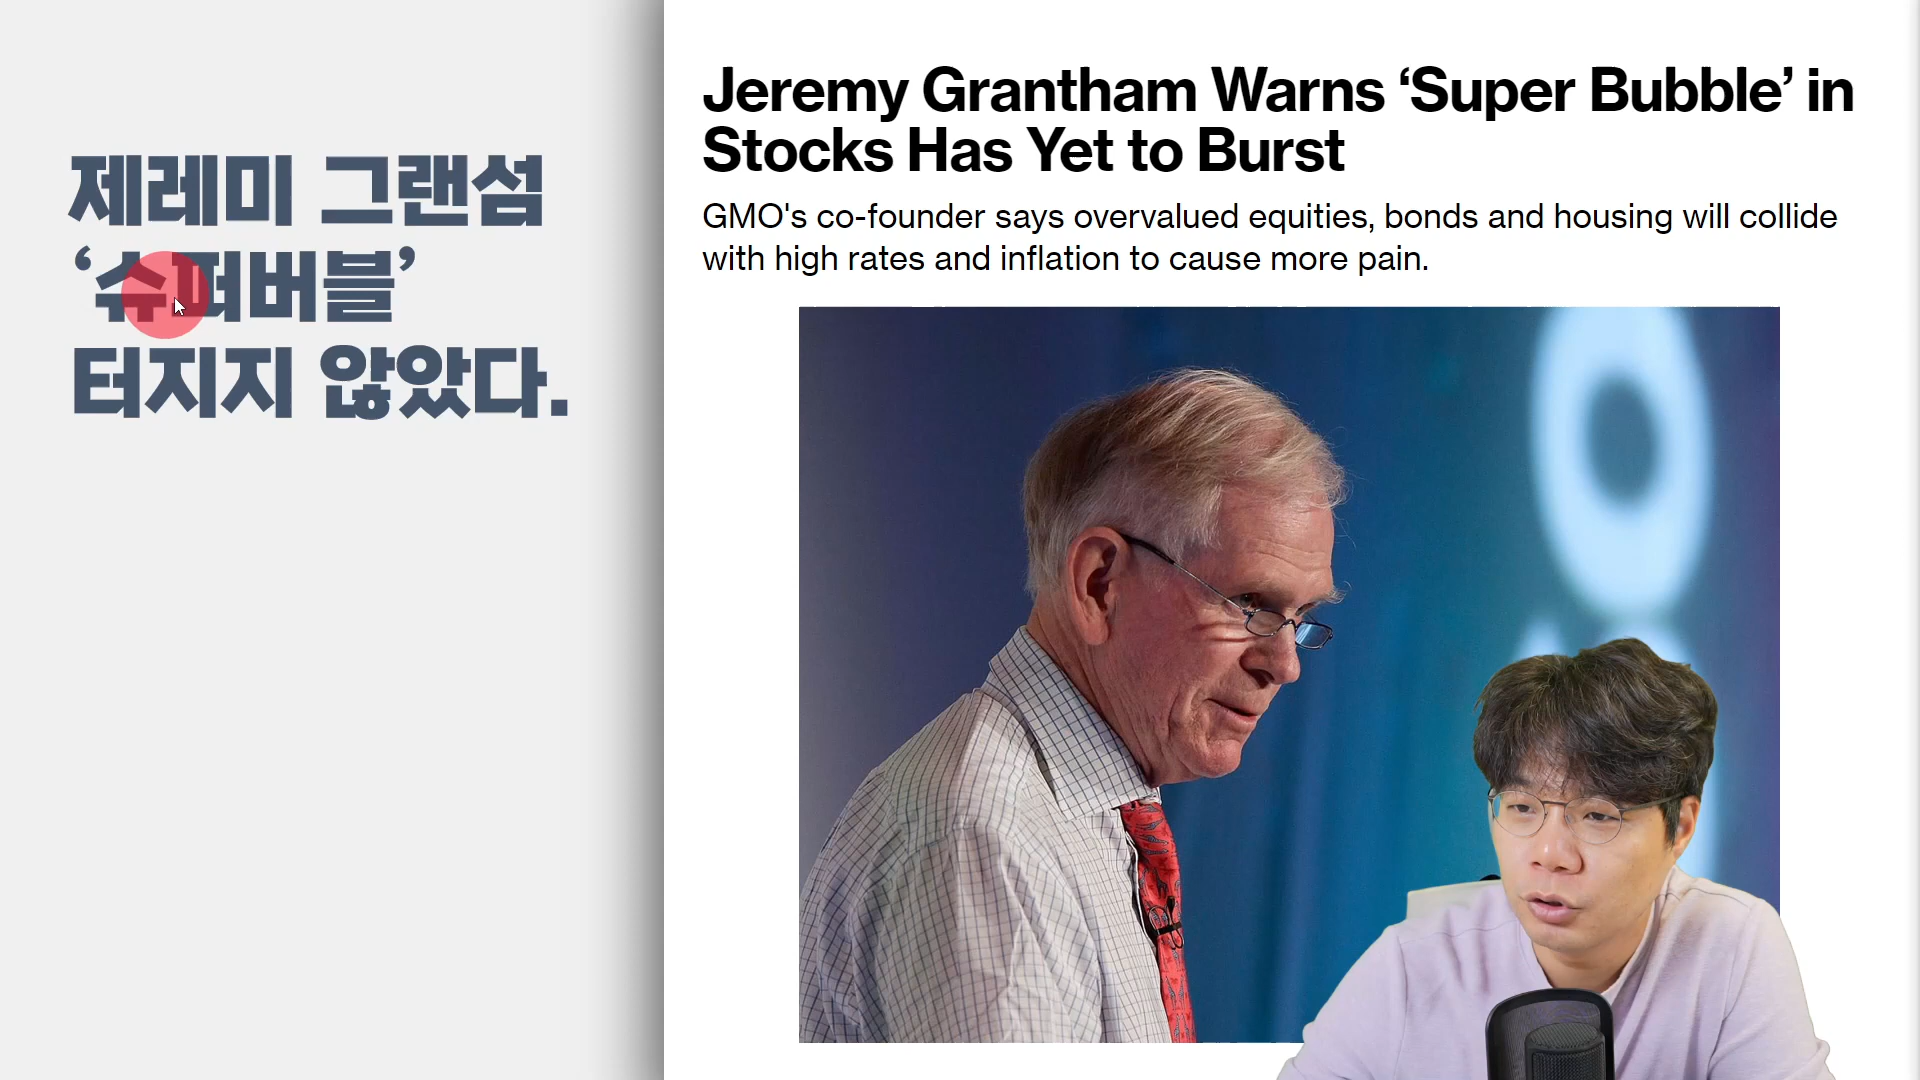 제레미 그랜섬
‘슈퍼버블’
터지지 않았다.
Jeremy Grantham Warns ‘Super Bubble’ in
Stocks Has Yet to Burst
GMO's co-founder says overvalued equities, bonds and housing will collide
with high rates and inflation to cause more pain.